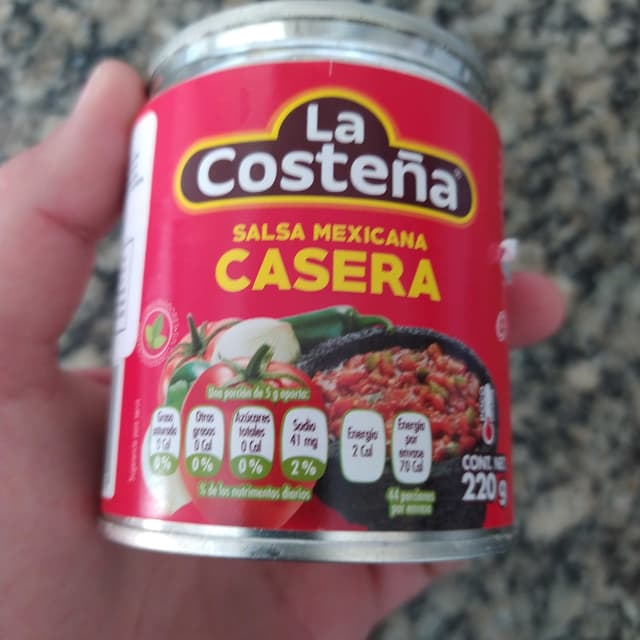 La
Costeña
SALSA MEXICANA
CASERA
Una porción de 5 g aporta:
Grasa
saturada
0 Cal
0%
Otras
grasas
0 Cal
0%
Azúcares
totales
0 Cal
0%
Sodio
41 mg
2%
Energía
2 Cal
Energía
por
envase
70 Cal
% de los nutrimentos diarios
44 porciones
por envase
CONT. NET
220 g